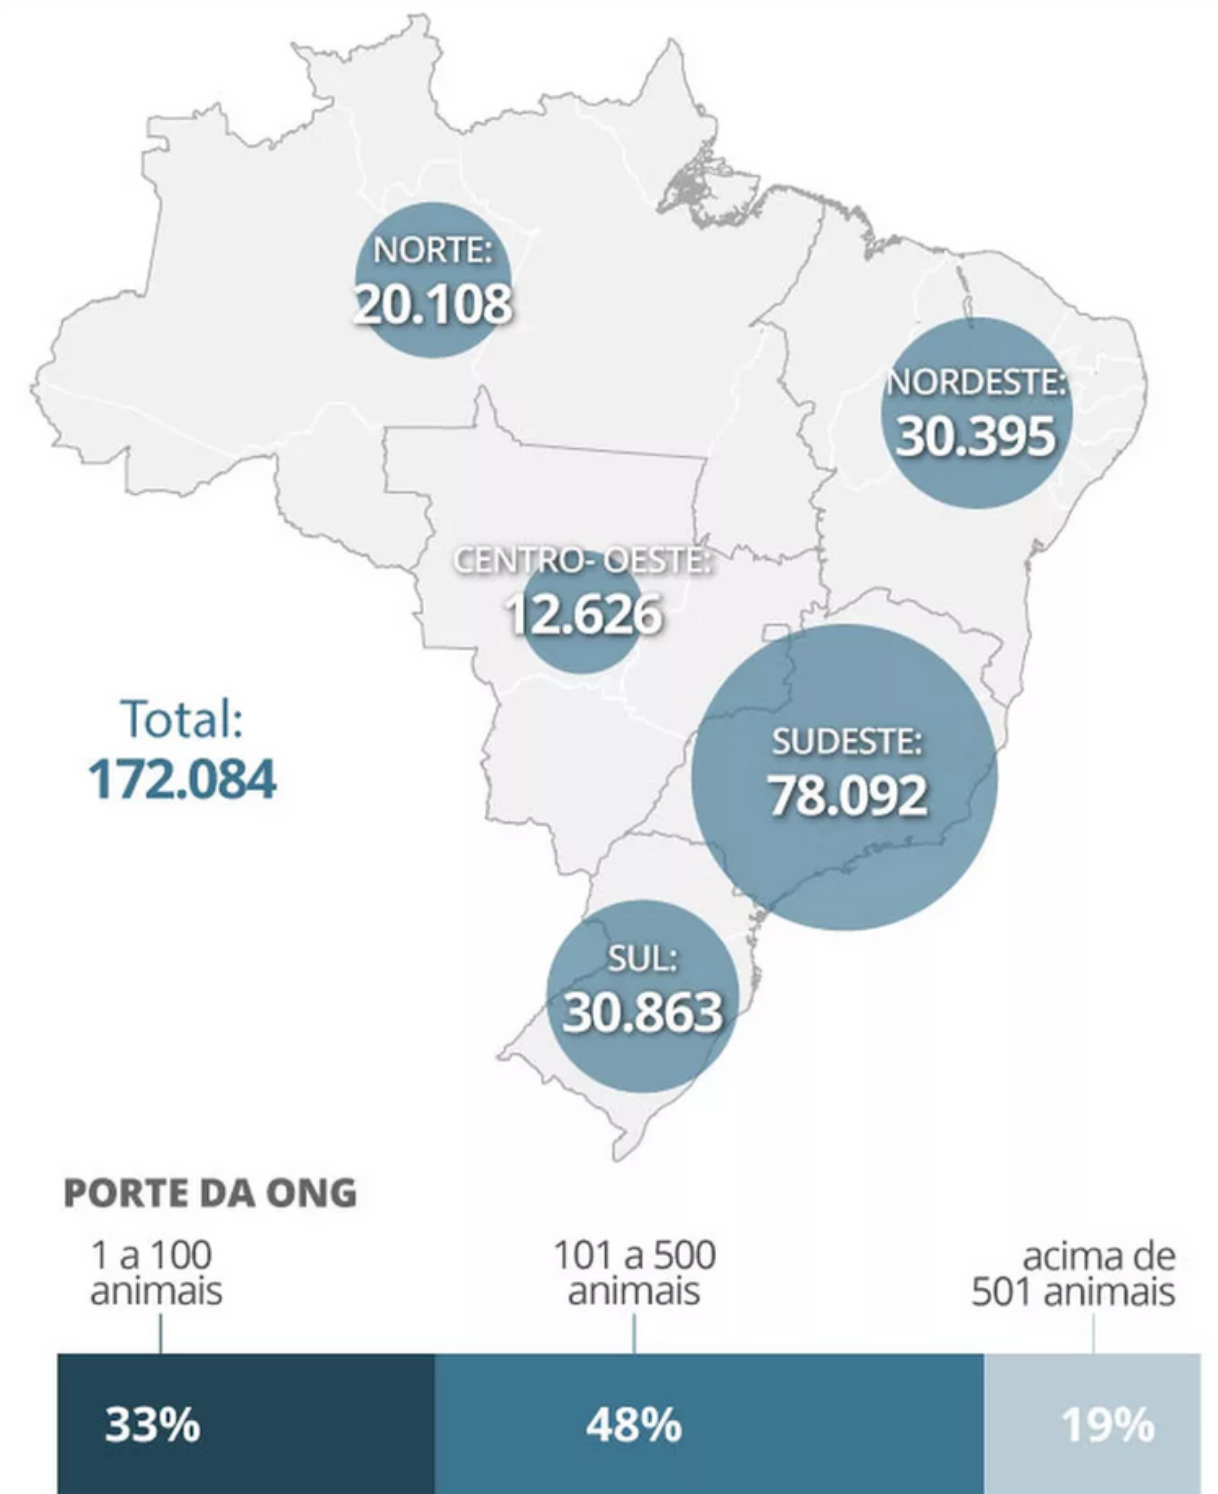 NORTE:
20.108
NORDESTE:
30.395
CENTRO- OESTE:
12.626
Total:
172.084
SUDESTE:
78.092
SUL:
30.863
PORTE DA ONG
1 a 100
animais
101 a 500
animais
acima de
501 animais
33%
48%
19%